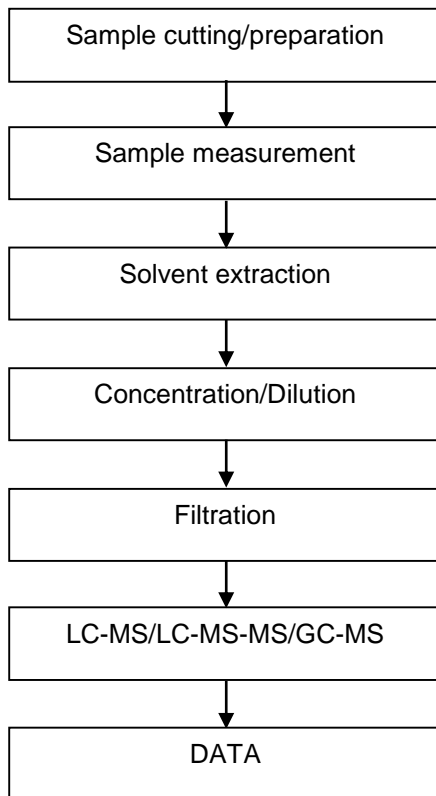 Sample cutting/preparation
Sample measurement
Solvent extraction
Concentration/Dilution
Filtration
LC-MS/LC-MS-MS/GC-MS
DATA